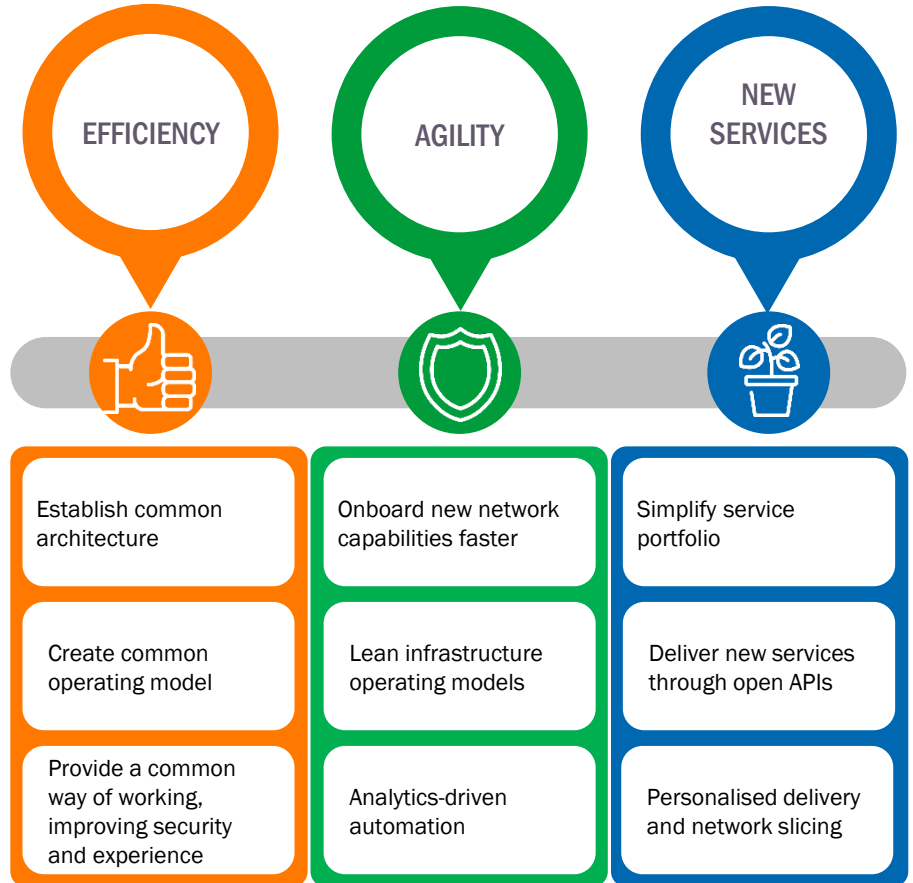 EFFICIENCY
AGILITY
NEW
SERVICES
Establish common
architecture
Create common
operating model
Provide a common
way of working,
improving security
and experience
Onboard new network
capabilities faster
Lean infrastructure
operating models
Analytics-driven
automation
Simplify service
portfolio
Deliver new services
through open APIs
Personalised delivery
and network slicing